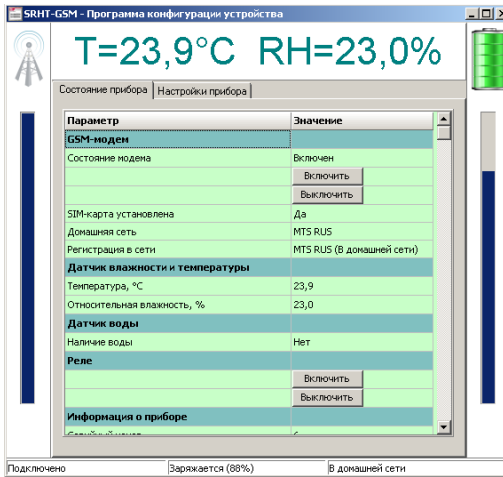 SRHT-GSM - Программа конфигурации устройства
T=23,9°C RH=23,0%
Состояние прибора Настройки прибора
Параметр Значение
GSM-модем
Состояние модема Включен
Включить
Выключить
SIM-карта установлена Да
Домашняя сеть MTS RUS
Регистрация в сети MTS RUS (В домашней сети)
Датчик влажности и температуры
Температура, °C 23,9
Относительная влажность, % 23,0
Датчик воды
Наличие воды Нет
Реле
Включить
Выключить
Информация о приборе
Подключено Заряжается (88%) В домашней сети